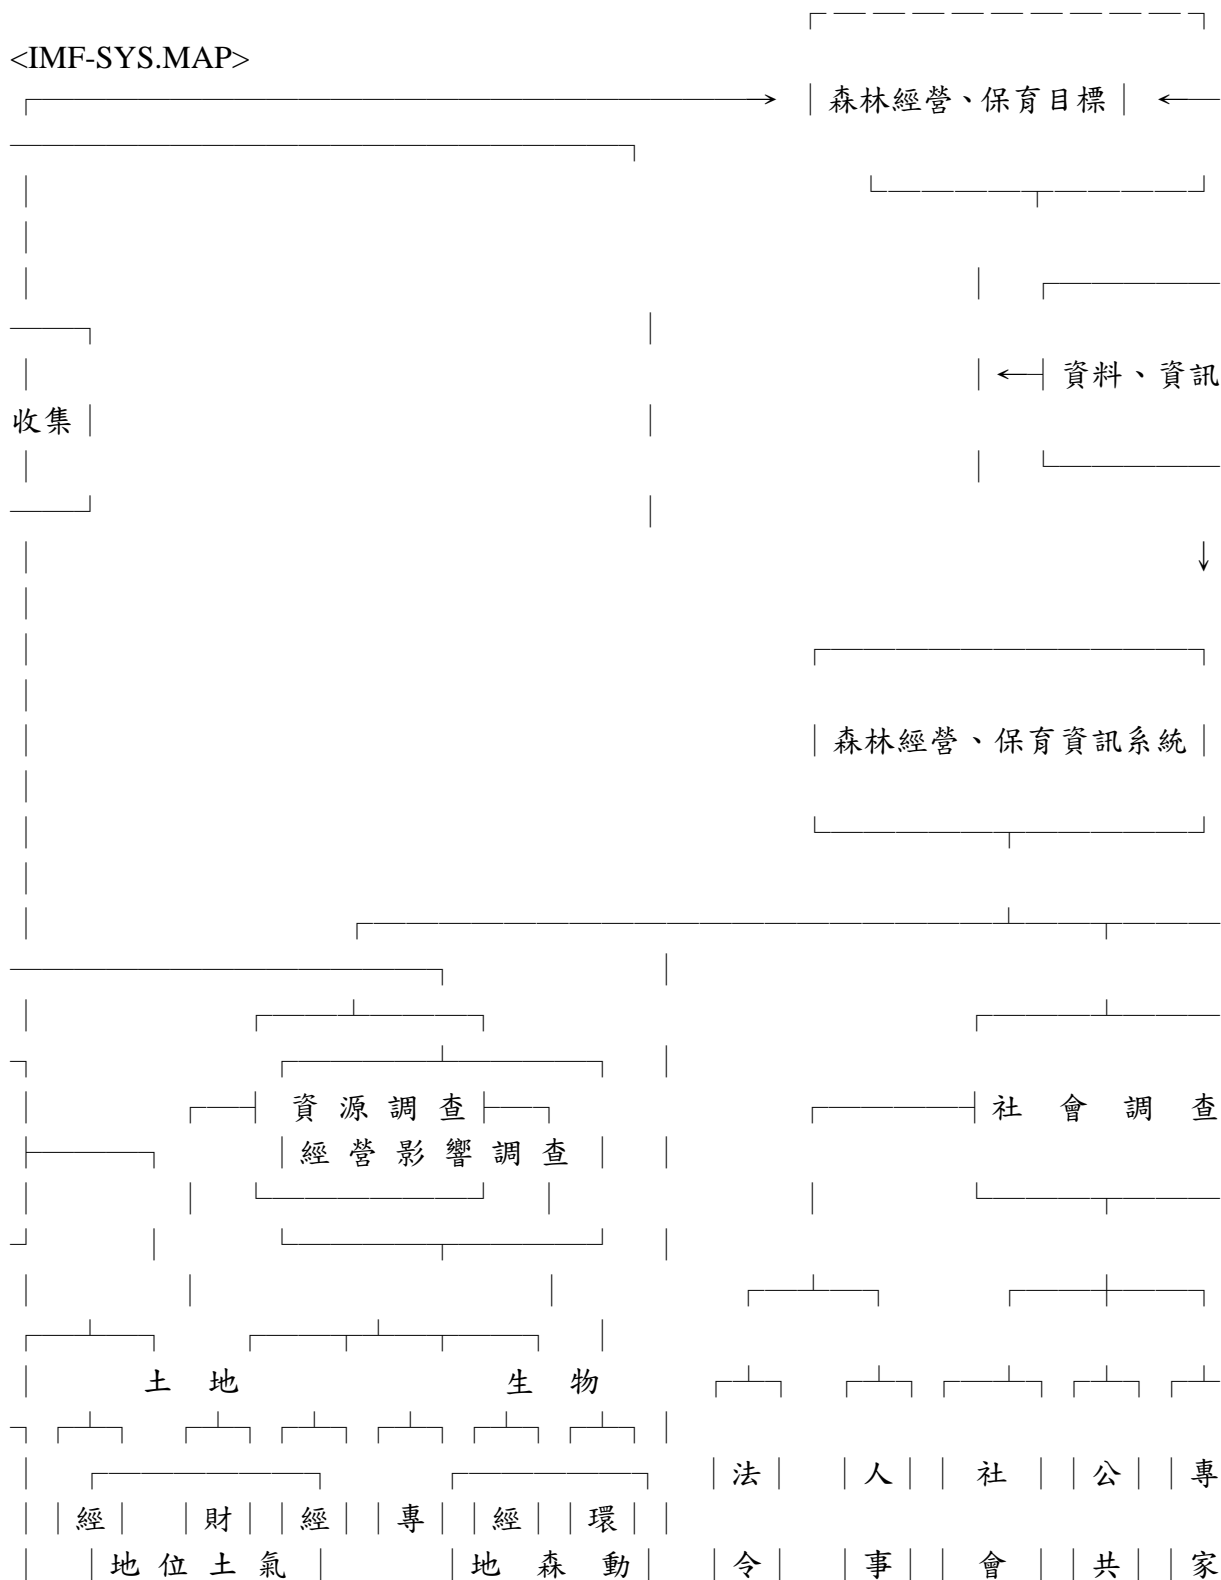 <IMF-SYS.MAP>
森林經營、保育目標
資料、資訊
收集
森林經營、保育資訊系統
資 源 調 查 社 會 調 查
經 營 影 響 調 查
土 地 生 物
法 人 社 公 專
經 財 經 專 經 環
地 位 土 氣 地 森 動 令 事 會 共 家